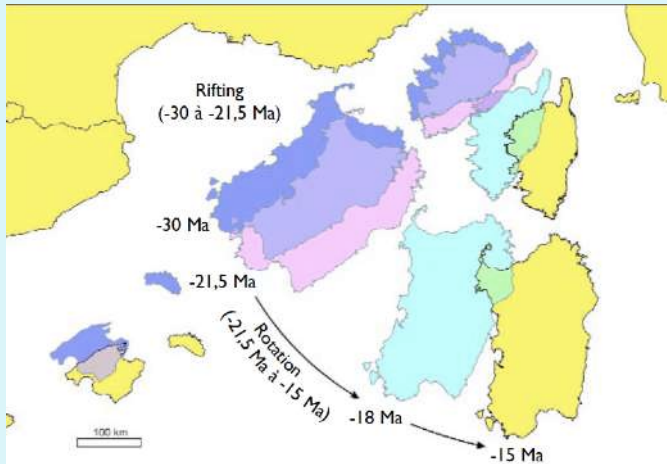 Rifting
(-30 à -21,5 Ma)
-30 Ma
-21,5 Ma
Rotation
(-21,5 Ma à -15 Ma)
-18 Ma
-15 Ma
100 km